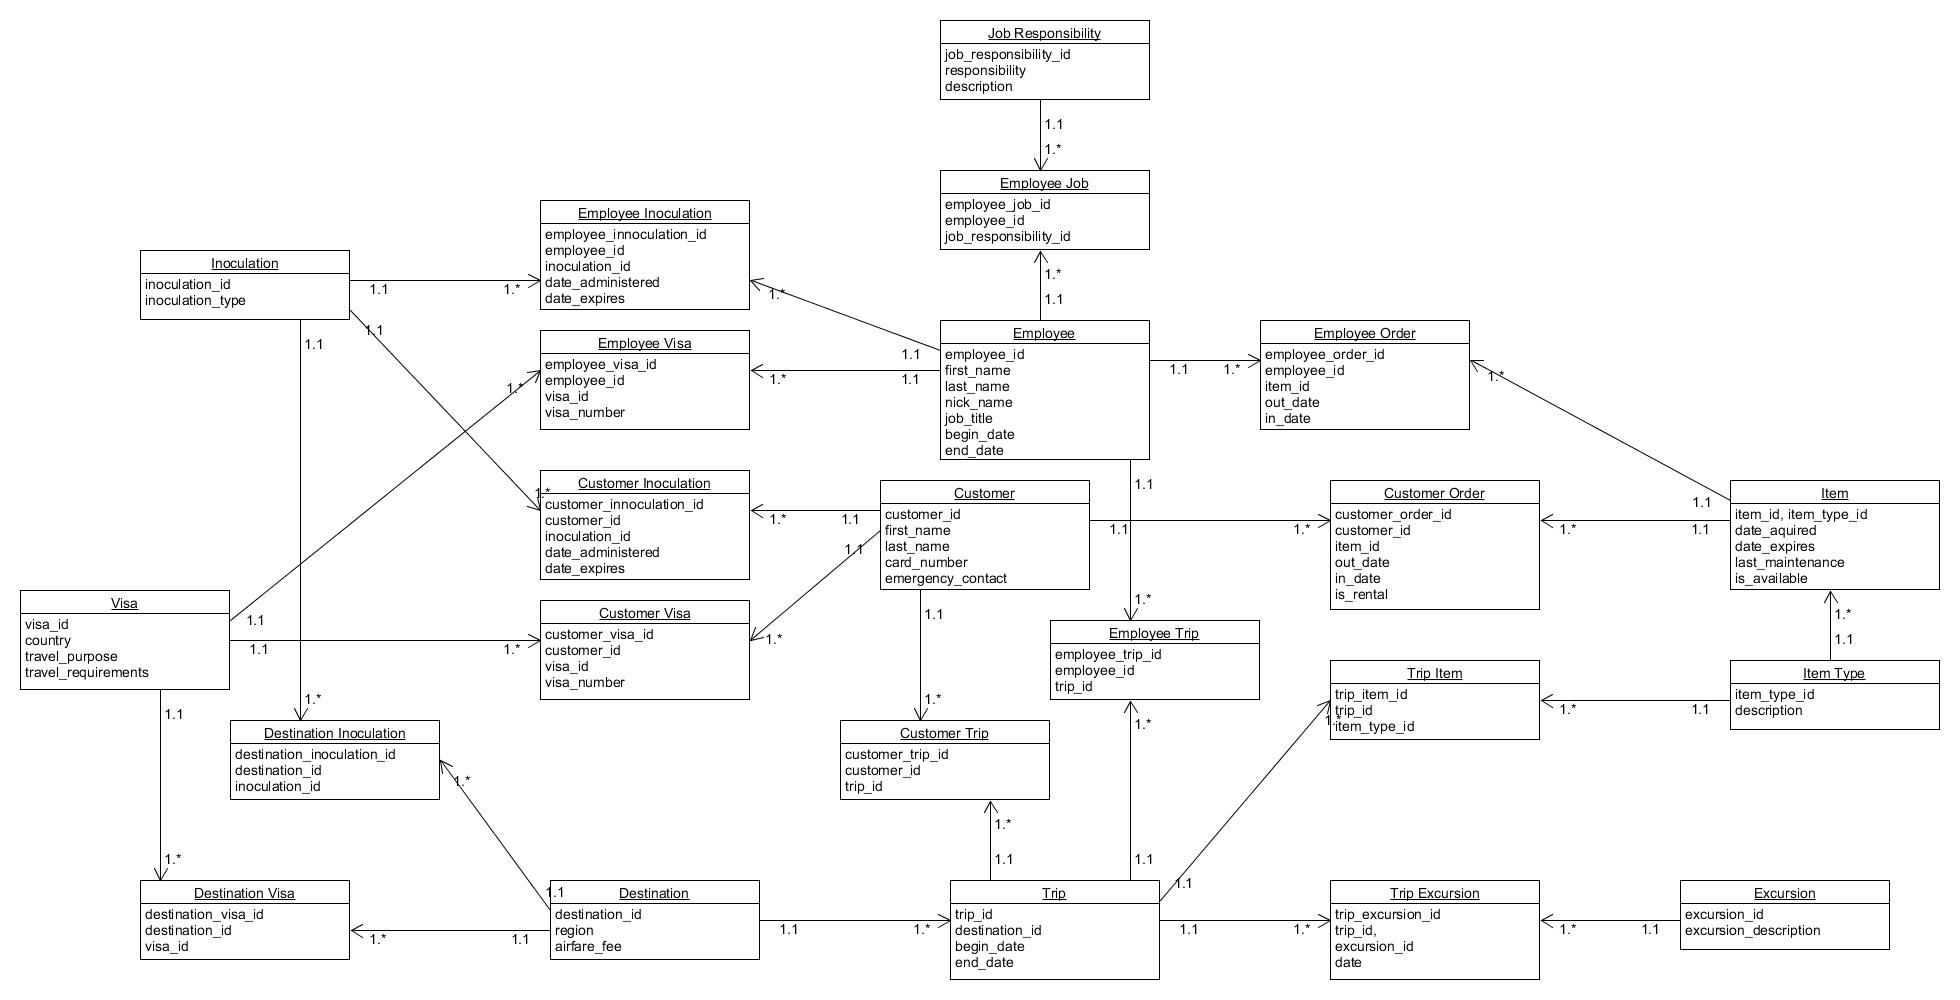 Job Responsibility
job_responsibility_id
responsibility
description
1.1
1.*
Employee Job
employee_job_id
employee_id
job_responsibility_id
1.*
1.1
Employee Inoculation
employee_innoculation_id
employee_id
inoculation_id
date_administered
date_expires
Inoculation
inoculation_id
inoculation_type
1.1
1.*
1.*
1.1
1.1
1.1
Employee Visa
employee_visa_id
employee_id
visa_id
visa_number
1.*
1.*
1.1
Employee
employee_id
first_name
last_name
nick_name
job_title
begin_date
end_date
1.1
1.*
Employee Order
employee_order_id
employee_id
item_id
out_date
in_date
1.*
1.1
Customer Inoculation
customer_innoculation_id
customer_id
inoculation_id
date_administered
date_expires
1.*
1.*
1.1
1.1
Customer
customer_id
first_name
last_name
card_number
emergency_contact
1.1
1.*
1.1
Customer Order
customer_order_id
customer_id
item_id
out_date
in_date
is_rental
1.*
1.1
1.1
Item
item_id, item_type_id
date_aquired
date_expires
last_maintenance
is_available
Visa
visa_id
country
travel_purpose
travel_requirements
1.1
1.1
1.*
Customer Visa
customer_visa_id
customer_id
visa_id
visa_number
1.*
1.1
1.*
Employee Trip
employee_trip_id
employee_id
trip_id
Trip Item
trip_item_id
trip_id
item_type_id
1.*
1.*
1.1
1.*
1.1
Item Type
item_type_id
description
1.1
1.*
Destination Inoculation
destination_inoculation_id
destination_id
inoculation_id
1.*
1.*
Customer Trip
customer_trip_id
customer_id
trip_id
1.*
1.*
1.1
1.1
1.1
1.*
Destination Visa
destination_visa_id
destination_id
visa_id
1.*
1.1
1.1
Destination
destination_id
region
airfare_fee
1.1
1.*
Trip
trip_id
destination_id
begin_date
end_date
1.1
1.*
Trip Excursion
trip_excursion_id
trip_id,
excursion_id
date
1.*
1.1
Excursion
excursion_id
excursion_description